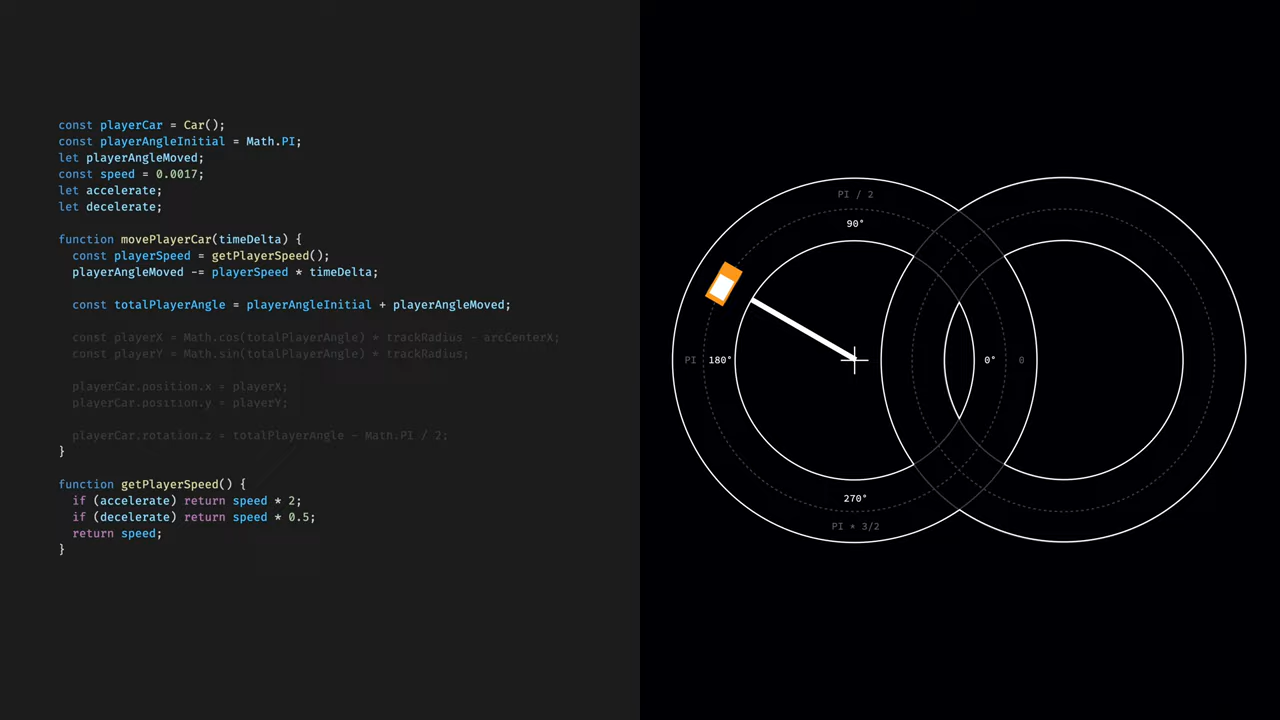 const playerCar = Car();
const playerAngleInitial = Math.PI;
let playerAngleMoved;
const speed = 0.0017;
let accelerate;
let decelerate;
function movePlayerCar(timeDelta) {
const playerSpeed = getPlayerSpeed();
playerAngleMoved -= playerSpeed * timeDelta;
const totalPlayerAngle = playerAngleInitial + playerAngleMoved;
const playerX = Math.cos(totalPlayerAngle) * trackRadius - arcCenterX;
const playerY = Math.sin(totalPlayerAngle) * trackRadius;
playerCar.position.x = playerX;
playerCar.position.y = playerY;
playerCar.rotation.z = totalPlayerAngle - Math.PI / 2;
}
function getPlayerSpeed() {
if (accelerate) return speed * 2;
if (decelerate) return speed * 0.5;
return speed;
}
PI / 2
90°
PI 180° 0° 0
270°
PI * 3/2